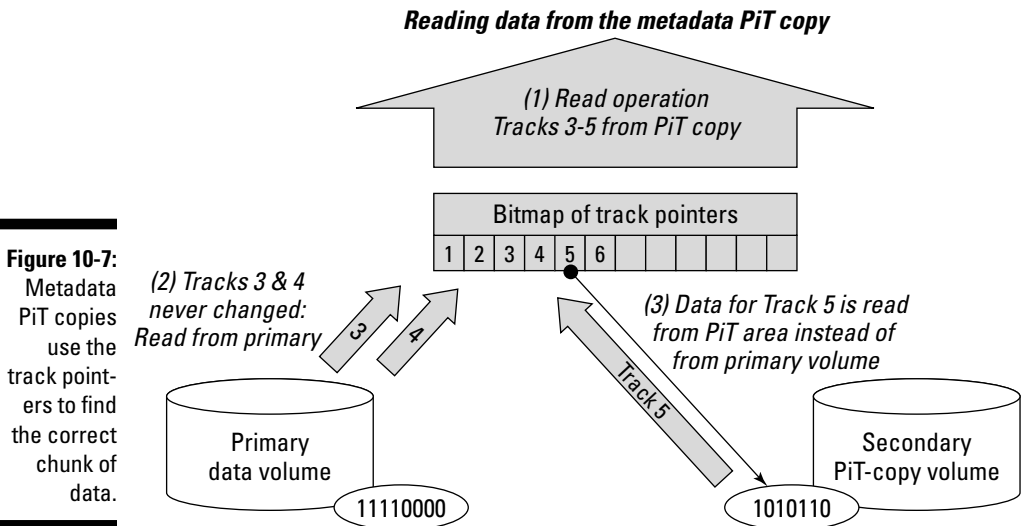 Reading data from the metadata PiT copy
(1) Read operation
Tracks 3-5 from PiT copy
Bitmap of track pointers
1 2 3 4 5 6
Figure 10-7:
Metadata
PiT copies
use the
track point-
ers to find
the correct
chunk of
data.
(2) Tracks 3 & 4
never changed:
Read from primary
3
4
(3) Data for Track 5 is read
from PiT area instead of
from primary volume
Track 5
Primary
data volume
11110000
Secondary
PiT-copy volume
1010110